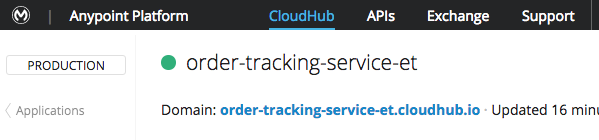 Anypoint Platform CloudHub APIs Exchange Support
PRODUCTION
order-tracking-service-et
Applications
Domain: order-tracking-service-et.cloudhub.io · Updated 16